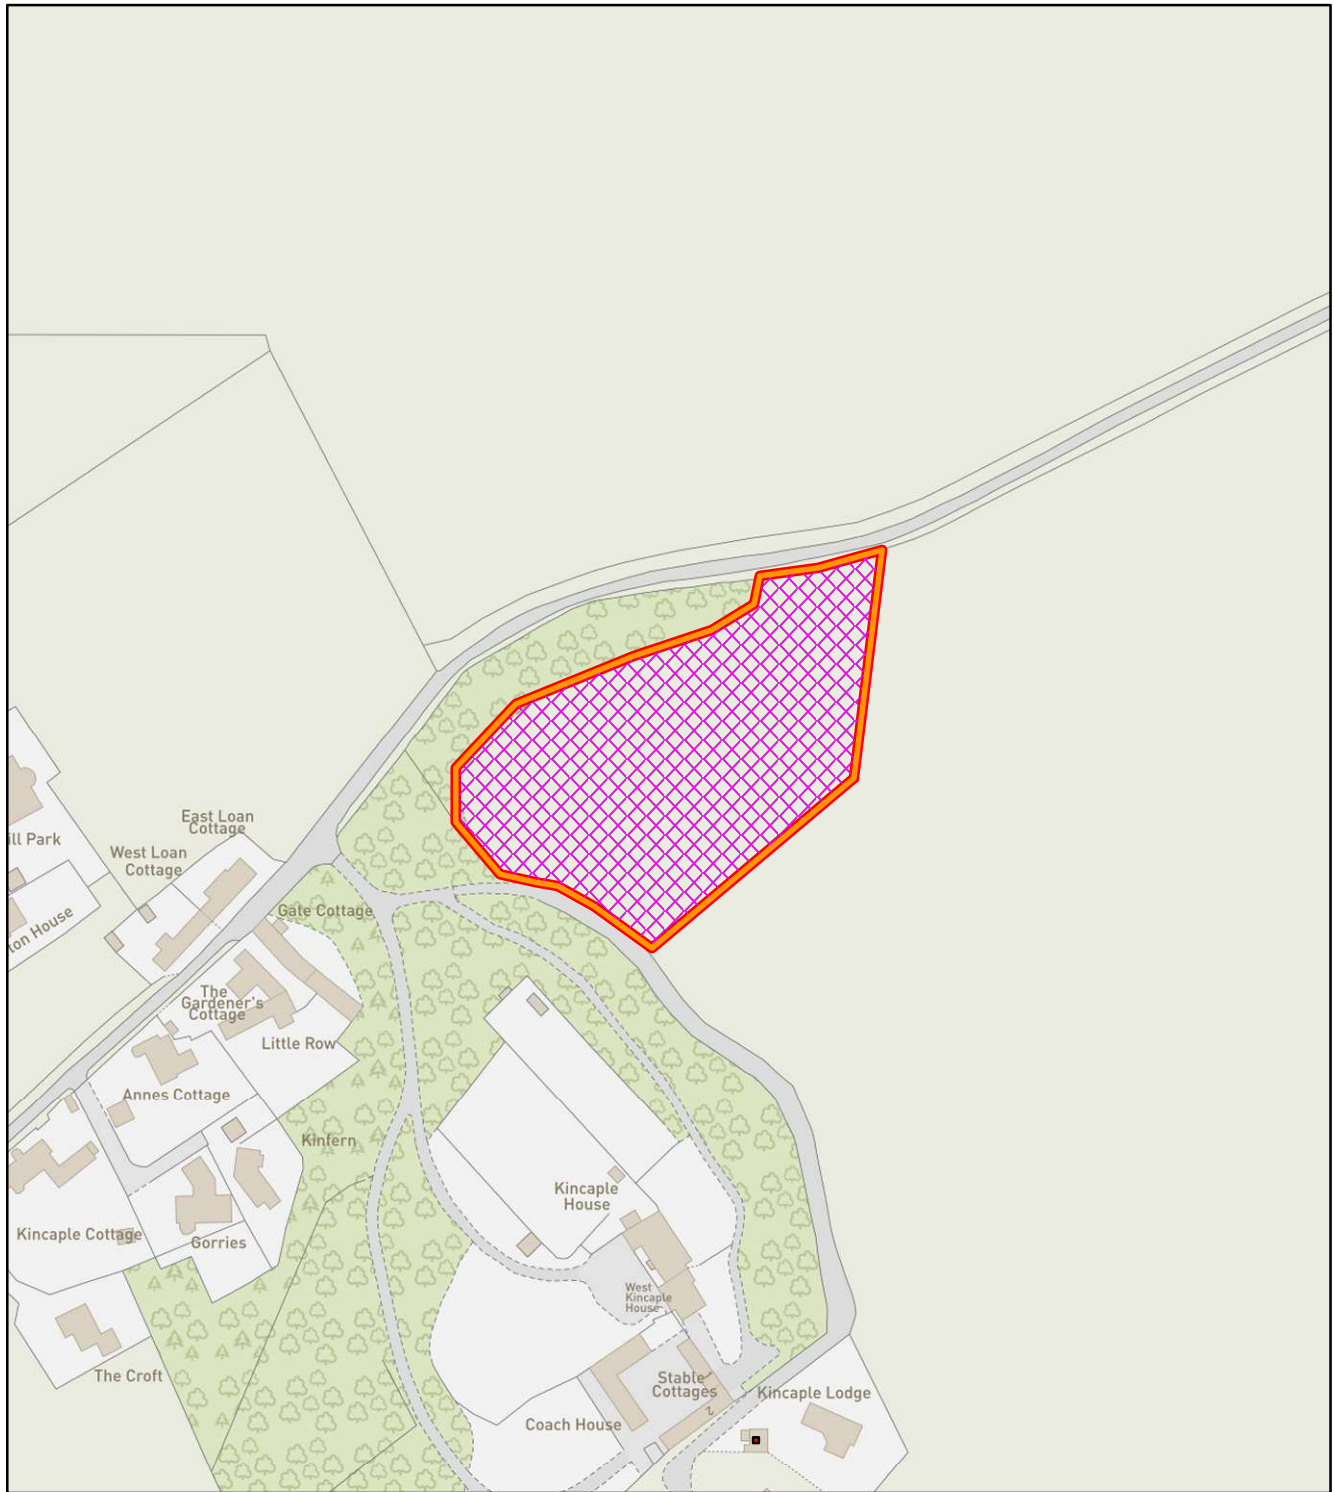 East Loan
Cottage
ill Park
West Loan
Cottage
ton House
Gate Cottage
The
Gardener's
Cottage
Little Row
Annes Cottage
Kinfern
Kincaple
House
Kincaple Cottage
Gorries
West
Kincaple
House
The Croft
Stable
Cottages
2
Kincaple Lodge
Coach House